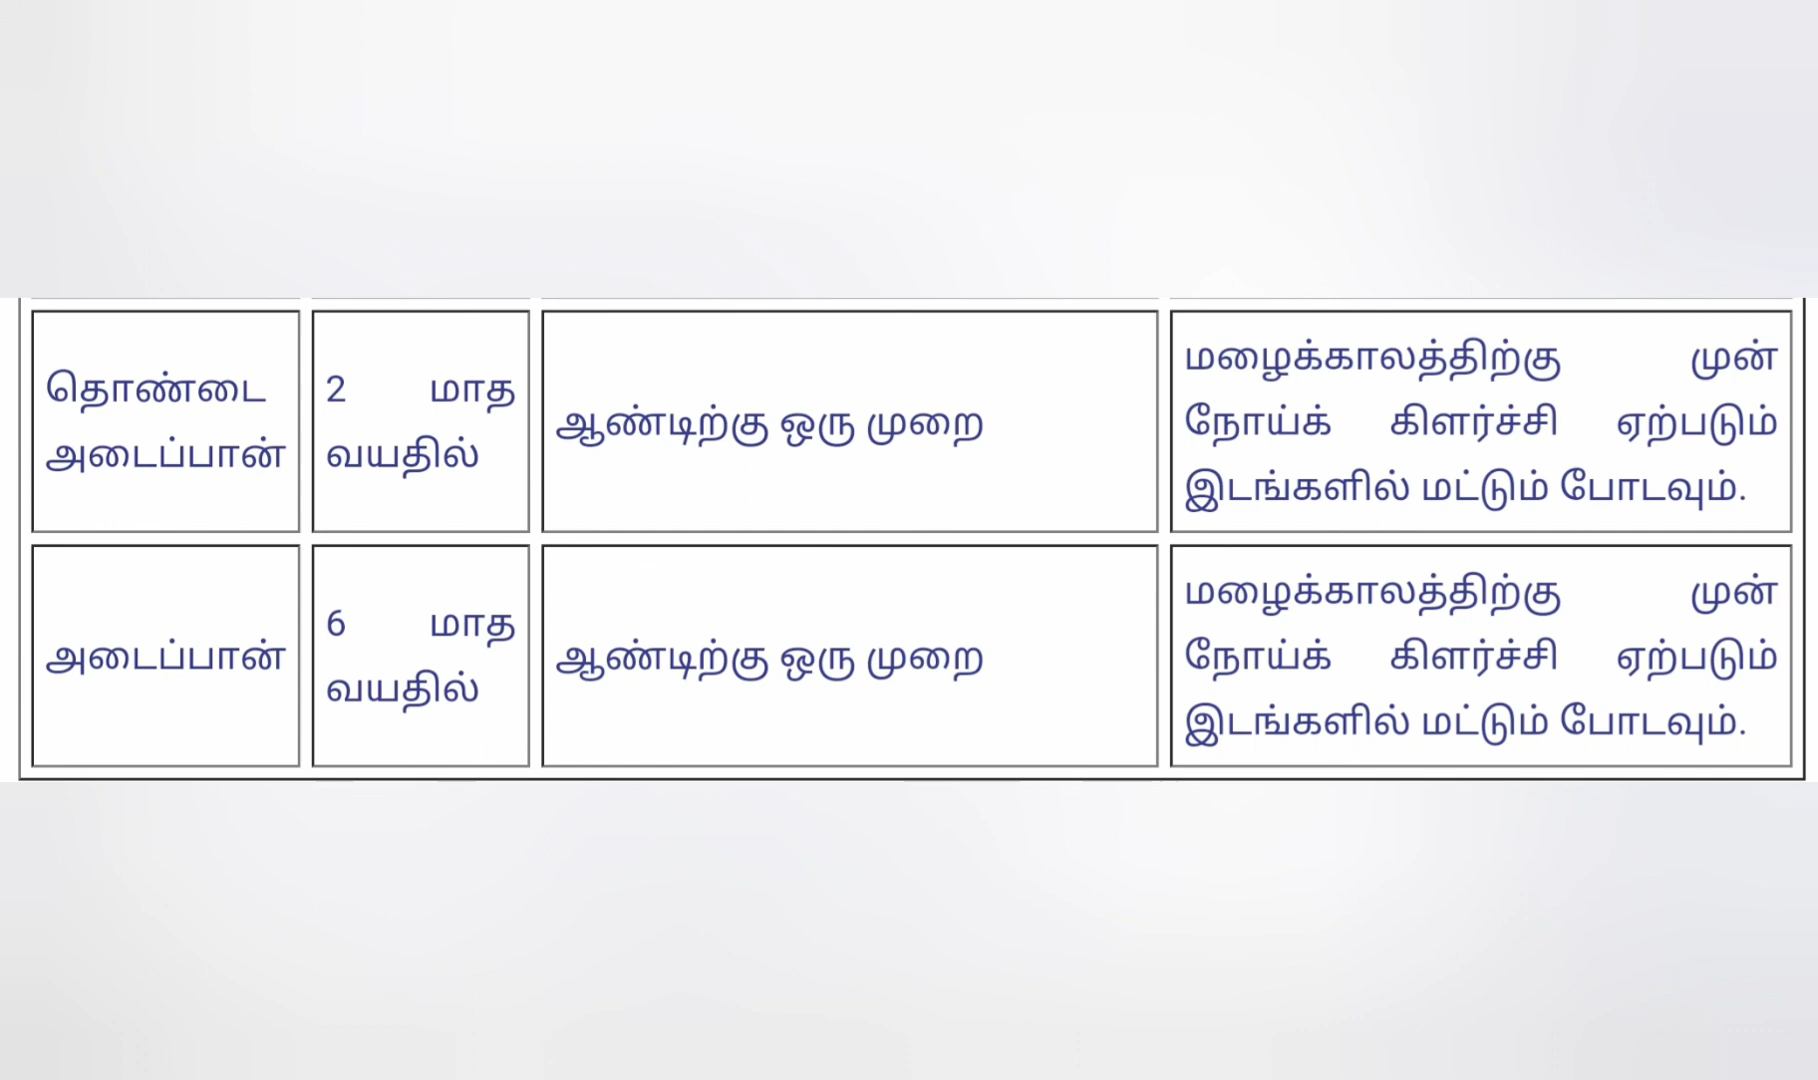 தொண்டை
அடைப்பான்
2 மாத
வயதில்
ஆண்டிற்கு ஒரு முறை
மழைக்காலத்திற்கு முன்
நோய்க் கிளர்ச்சி ஏற்படும்
இடங்களில் மட்டும் போடவும்.
அடைப்பான்
6 மாத
வயதில்
ஆண்டிற்கு ஒரு முறை
மழைக்காலத்திற்கு முன்
நோய்க் கிளர்ச்சி ஏற்படும்
இடங்களில் மட்டும் போடவும்.